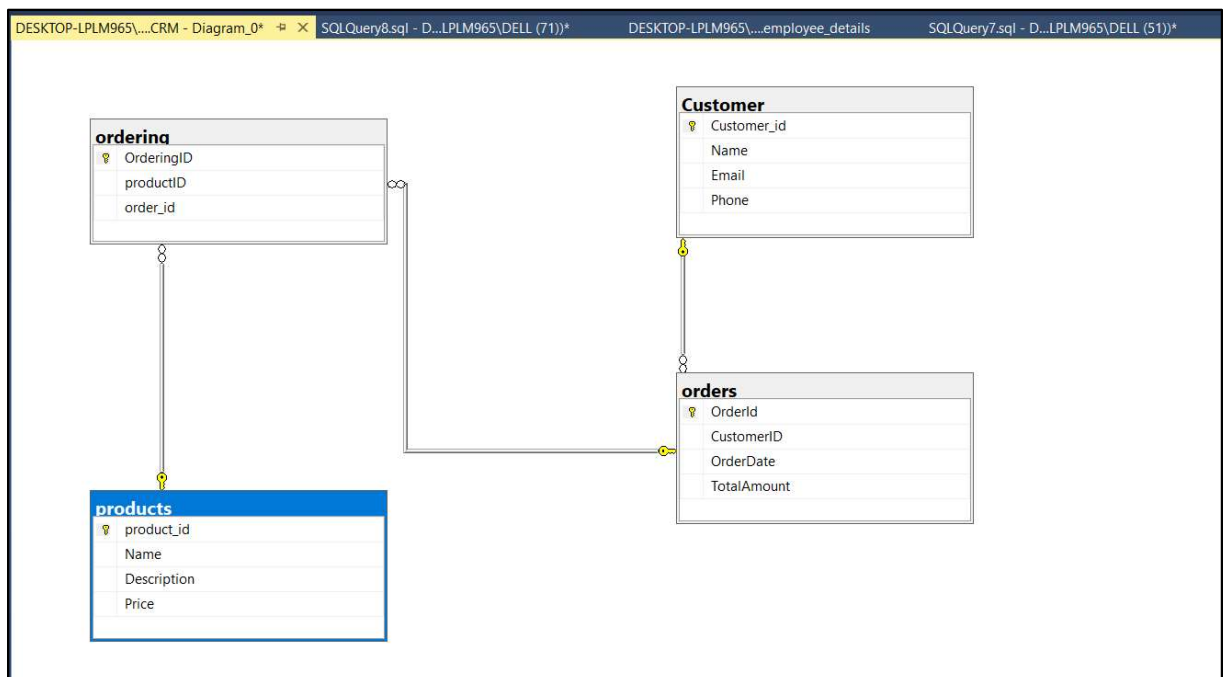 DESKTOP-LPLM965\....CRM - Diagram_0* SQLQuery8.sql - D...LPLM965\DELL (71))* DESKTOP-LPLM965\....employee_details SQLQuery7.sql - D...LPLM965\DELL (51))*
ordering
OrderingID
productID
order_id
Customer
Customer_id
Name
Email
Phone
products
product_id
Name
Description
Price
orders
OrderId
CustomerID
OrderDate
TotalAmount